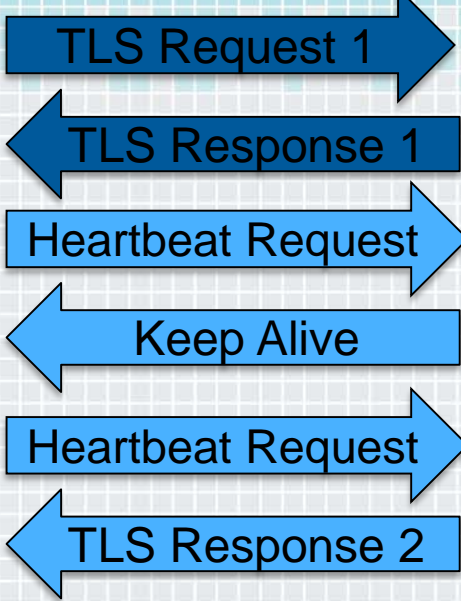 TLS Request 1
TLS Response 1
Heartbeat Request
Keep Alive
Heartbeat Request
TLS Response 2